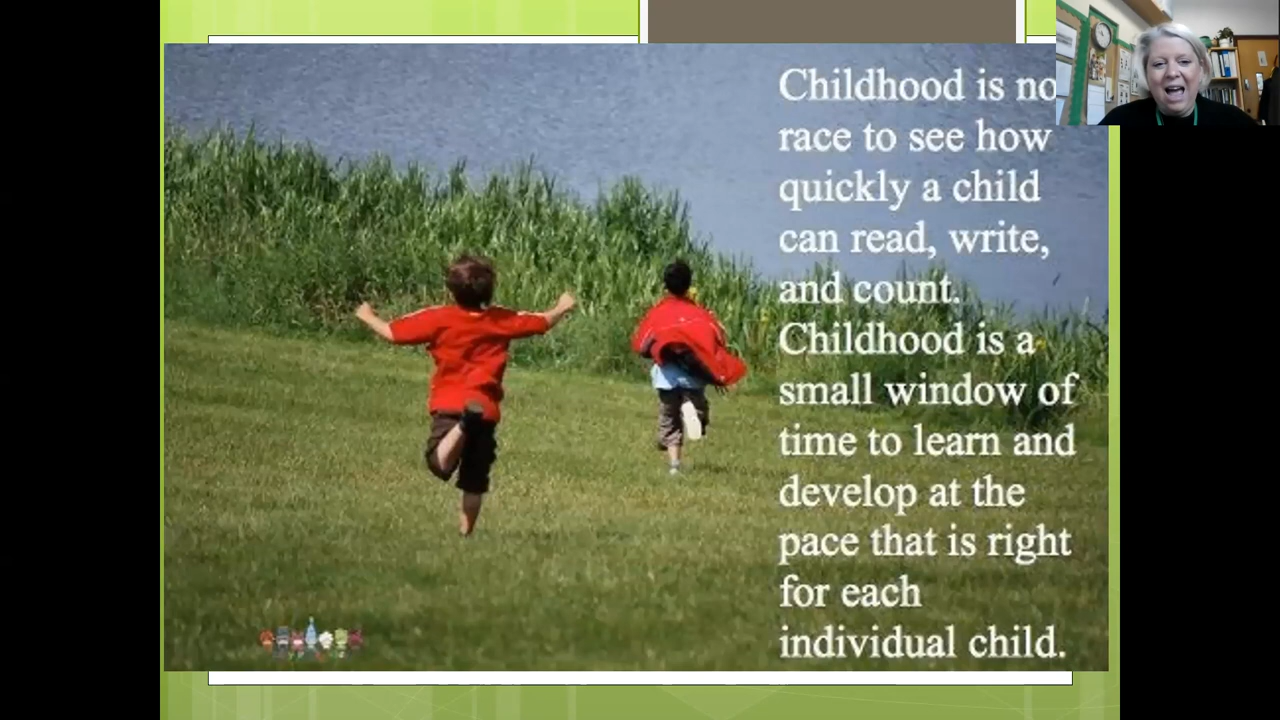 Childhood is no
race to see how
quickly a child
can read, write,
and count.
Childhood is a
small window of
time to learn and
develop at the
pace that is right
for each
individual child.